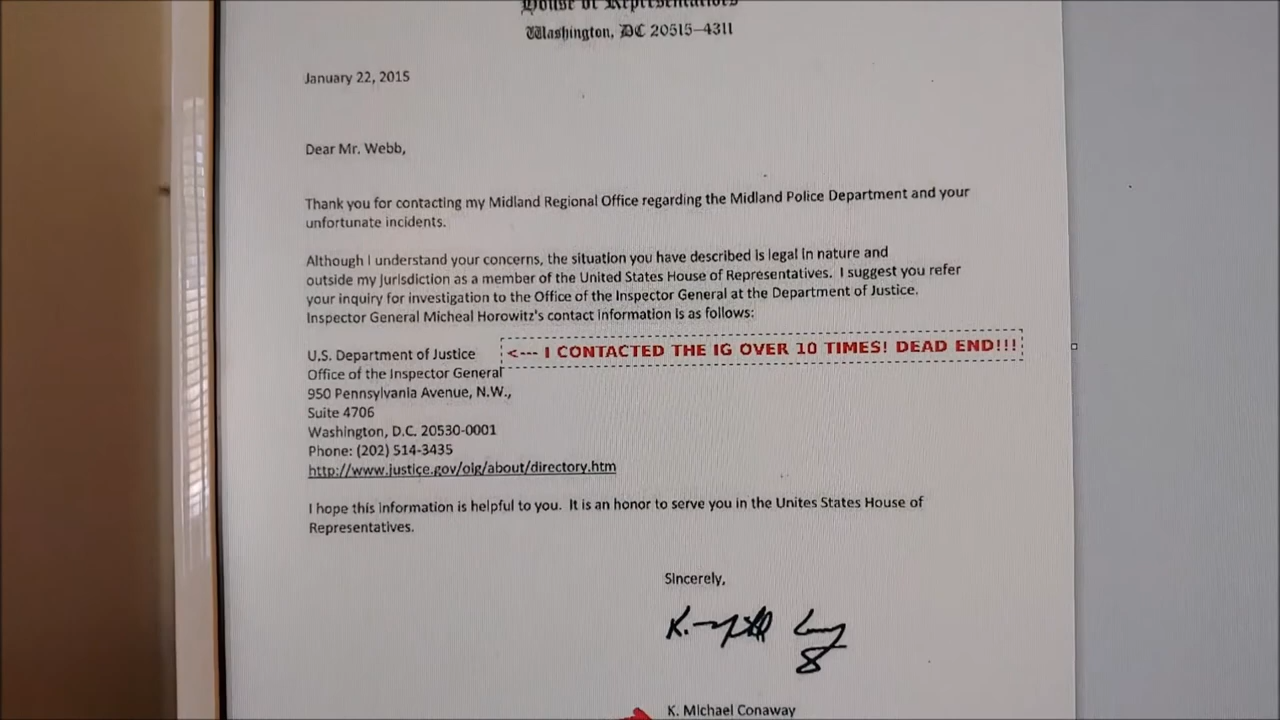 House of Representatives
Washington, DC 20515–4311
January 22, 2015
Dear Mr. Webb,
Thank you for contacting my Midland Regional Office regarding the Midland Police Department and your
unfortunate incidents.
Although I understand your concerns, the situation you have described is legal in nature and
outside my jurisdiction as a member of the United States House of Representatives. I suggest you refer
your inquiry for investigation to the Office of the Inspector General at the Department of Justice.
Inspector General Micheal Horowitz's contact information is as follows:
U.S. Department of Justice
<--- I CONTACTED THE IG OVER 10 TIMES! DEAD END!!!
Office of the Inspector General
950 Pennsylvania Avenue, N.W.,
Suite 4706
Washington, D.C. 20530-0001
Phone: (202) 514-3435
http://www.justice.gov/oig/about/directory.htm
I hope this information is helpful to you. It is an honor to serve you in the Unites States House of
Representatives.
Sincerely,
K. Michael Conaway